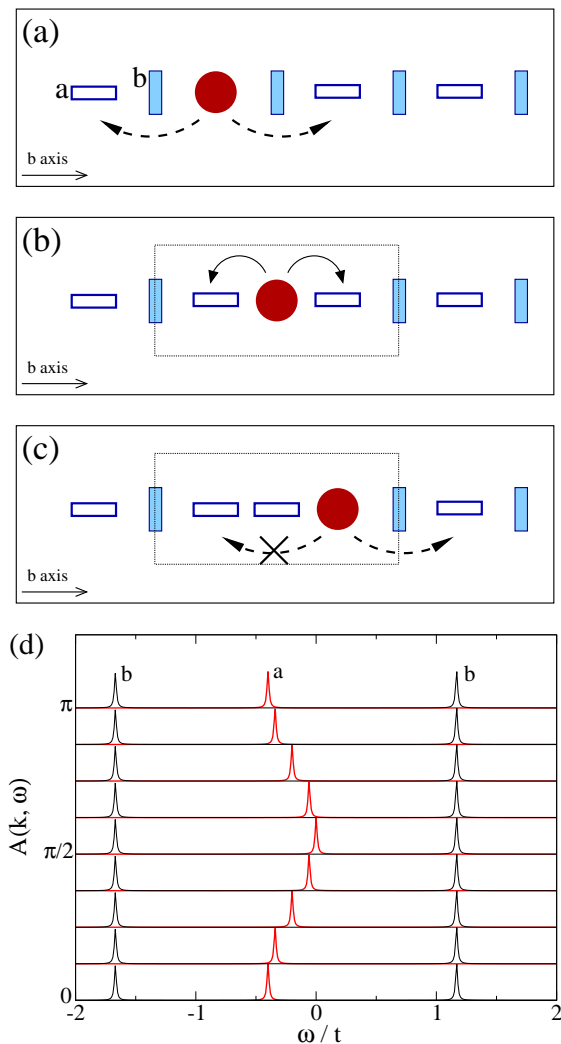 (a)
a
b
b axis
(b)
b axis
(c)
b axis
(d)
b
a
b
π
π/2
0
A(k, ω)
-2
-1
0
1
2
ω / t